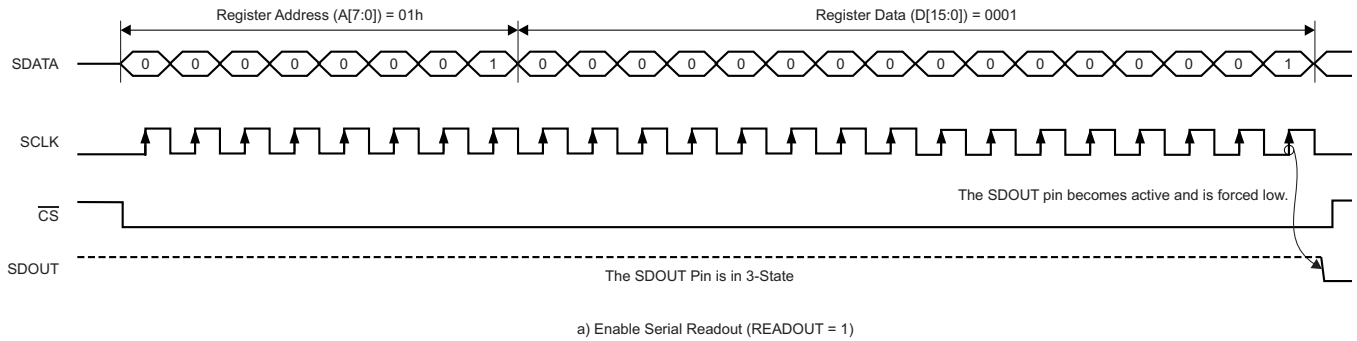 Register Address (A[7:0]) = 01h Register Data (D[15:0]) = 0001
SDATA 0 0 0 0 0 0 0 1 0 0 0 0 0 0 0 0 0 0 0 0 0 0 0 1
SCLK
The SDOUT pin becomes active and is forced low.
CS
SDOUT
The SDOUT Pin is in 3-State
a) Enable Serial Readout (READOUT = 1)